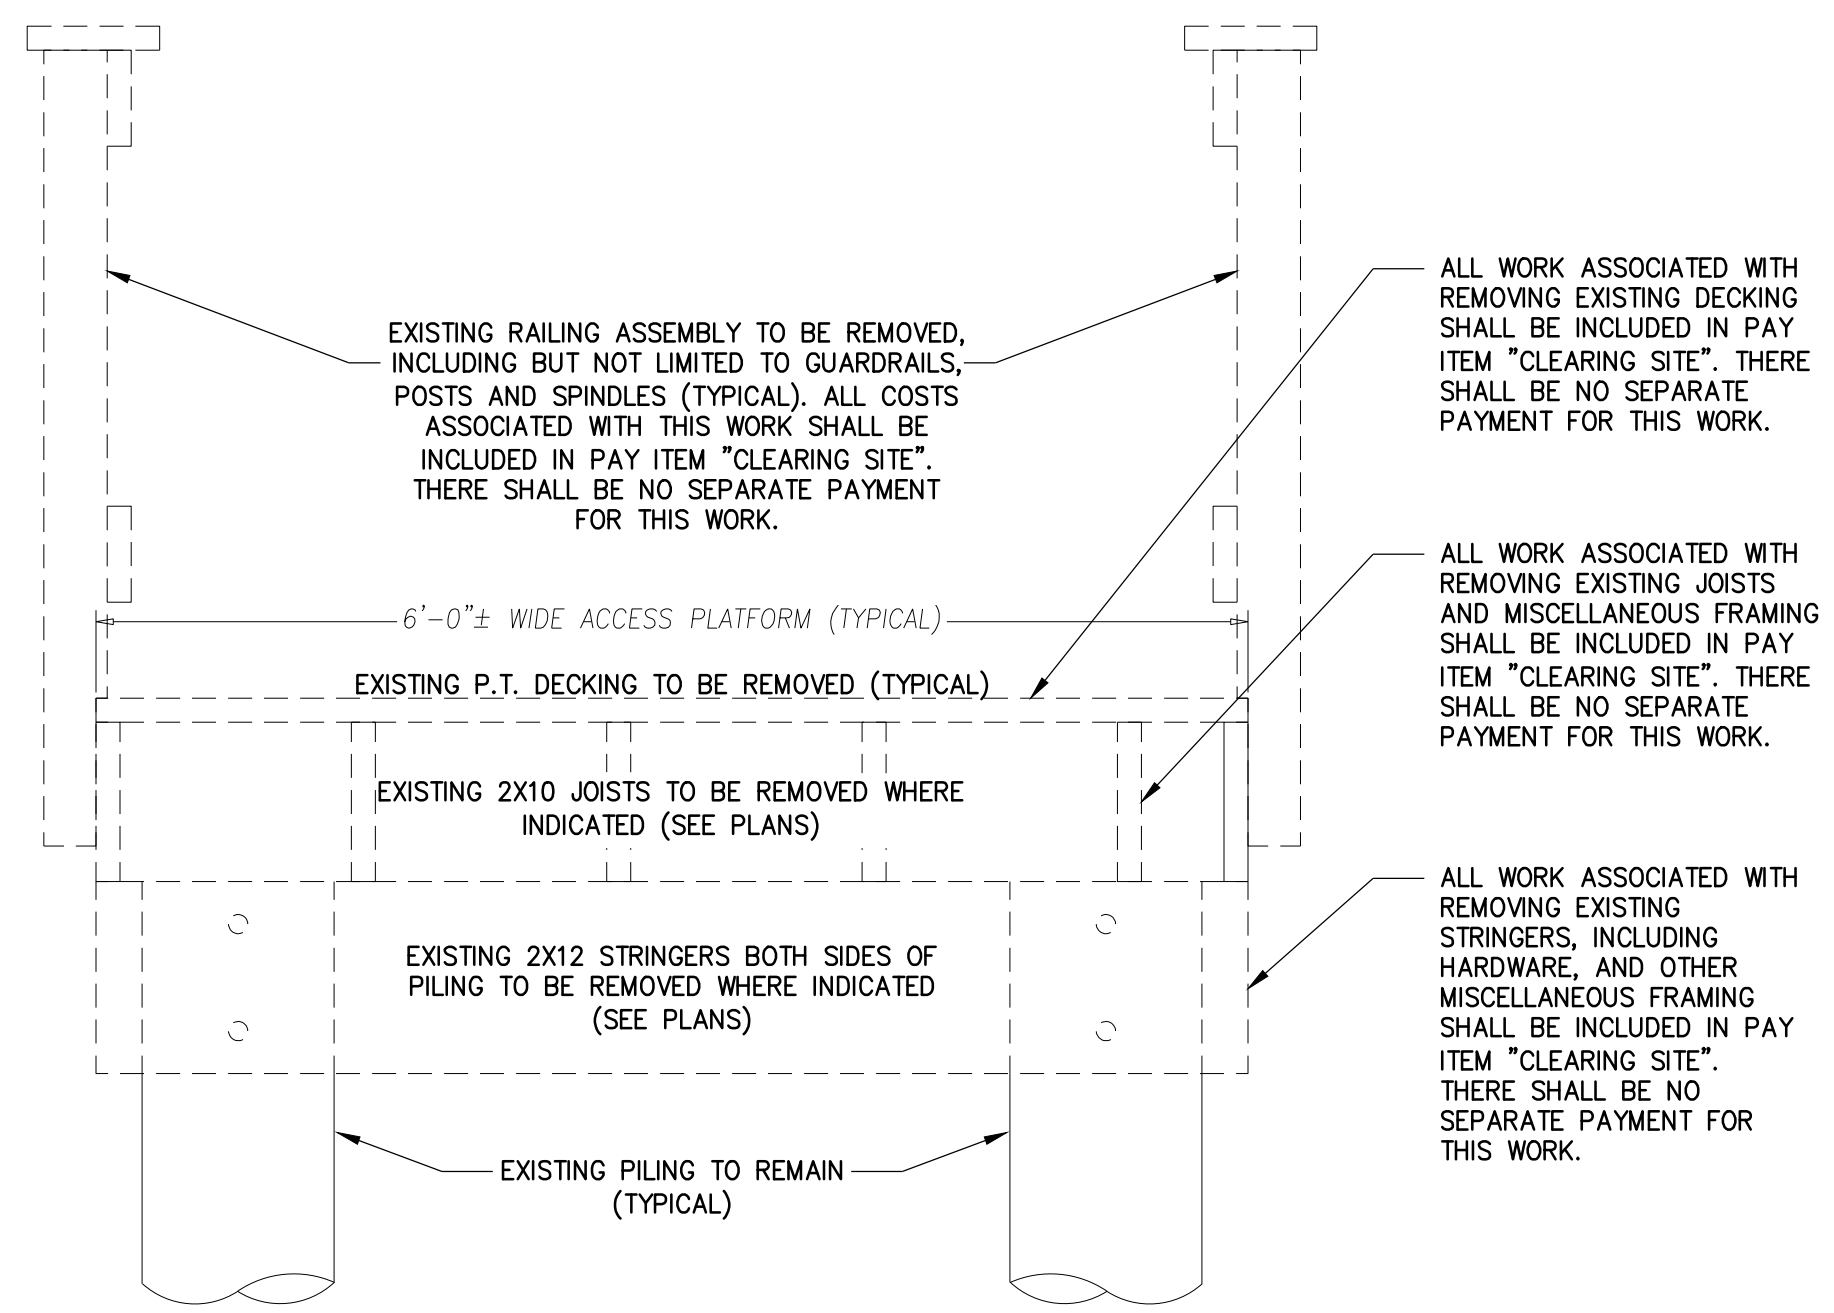 EXISTING RAILING ASSEMBLY TO BE REMOVED,
INCLUDING BUT NOT LIMITED TO GUARDRAILS,
POSTS AND SPINDLES (TYPICAL). ALL COSTS
ASSOCIATED WITH THIS WORK SHALL BE
INCLUDED IN PAY ITEM "CLEARING SITE".
THERE SHALL BE NO SEPARATE PAYMENT
FOR THIS WORK.
6'-0"± WIDE ACCESS PLATFORM (TYPICAL)
EXISTING P.T. DECKING TO BE REMOVED (TYPICAL)
EXISTING 2X10 JOISTS TO BE REMOVED WHERE
INDICATED (SEE PLANS)
EXISTING 2X12 STRINGERS BOTH SIDES OF
PILING TO BE REMOVED WHERE INDICATED
(SEE PLANS)
EXISTING PILING TO REMAIN
(TYPICAL)
ALL WORK ASSOCIATED WITH
REMOVING EXISTING DECKING
SHALL BE INCLUDED IN PAY
ITEM "CLEARING SITE". THERE
SHALL BE NO SEPARATE
PAYMENT FOR THIS WORK.
ALL WORK ASSOCIATED WITH
REMOVING EXISTING JOISTS
AND MISCELLANEOUS FRAMING
SHALL BE INCLUDED IN PAY
ITEM "CLEARING SITE". THERE
SHALL BE NO SEPARATE
PAYMENT FOR THIS WORK.
ALL WORK ASSOCIATED WITH
REMOVING EXISTING
STRINGERS, INCLUDING
HARDWARE, AND OTHER
MISCELLANEOUS FRAMING
SHALL BE INCLUDED IN PAY
ITEM "CLEARING SITE".
THERE SHALL BE NO
SEPARATE PAYMENT FOR
THIS WORK.